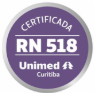 CERTIFICADA
RN 518
Unimed
Curitiba